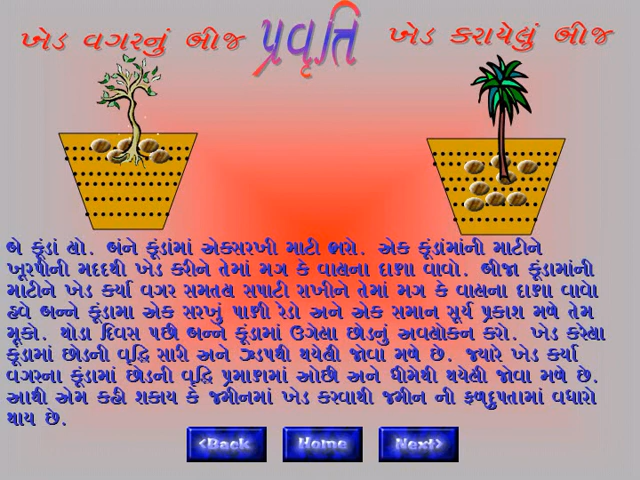 ખેડ વગરનું બીજ
પ્રવૃતિ
ખેડ કરાયેલું બીજ
બે કૂંડાં લો. બંને કૂંડાંમાં એકસરખી માટી ભરો. એક કૂંડાંમાંની માટીને
ખૂરપીની મદદથી ખેડ કરીને તેમાં મગ કે વાલના દાણા વાવો. બીજા કૂંડામાંની
માટીને ખેડ કર્યા વગર સમતલ સપાટી રાખીને તેમાં મગ કે વાલના દાણા વાવો
હવે બન્ને કૂંડામા એક સરખું પાણી રેડો અને એક સમાન સૂર્ય પ્રકાશ મળે તેમ
મૂકો. થોડા દિવસ પછી બન્ને કૂંડામાં ઉગેલા છોડનું અવલોકન કરો. ખેડ કરેલા
કૂંડામાં છોડની વૃદ્ધિ સારી અને ઝડપથી થયેલી જોવા મળે છે. જ્યારે ખેડ કર્યા
વગરના કૂંડામાં છોડની વૃદ્ધિ પ્રમાણમાં ઓછી અને ધીમેથી થયેલી જોવા મળે છે.
આથી એમ કહી શકાય કે જમીનમાં ખેડ કરવાથી જમીન ની ફળદ્રુપતામાં વધારો
થાય છે.
<Back
Home
Next>